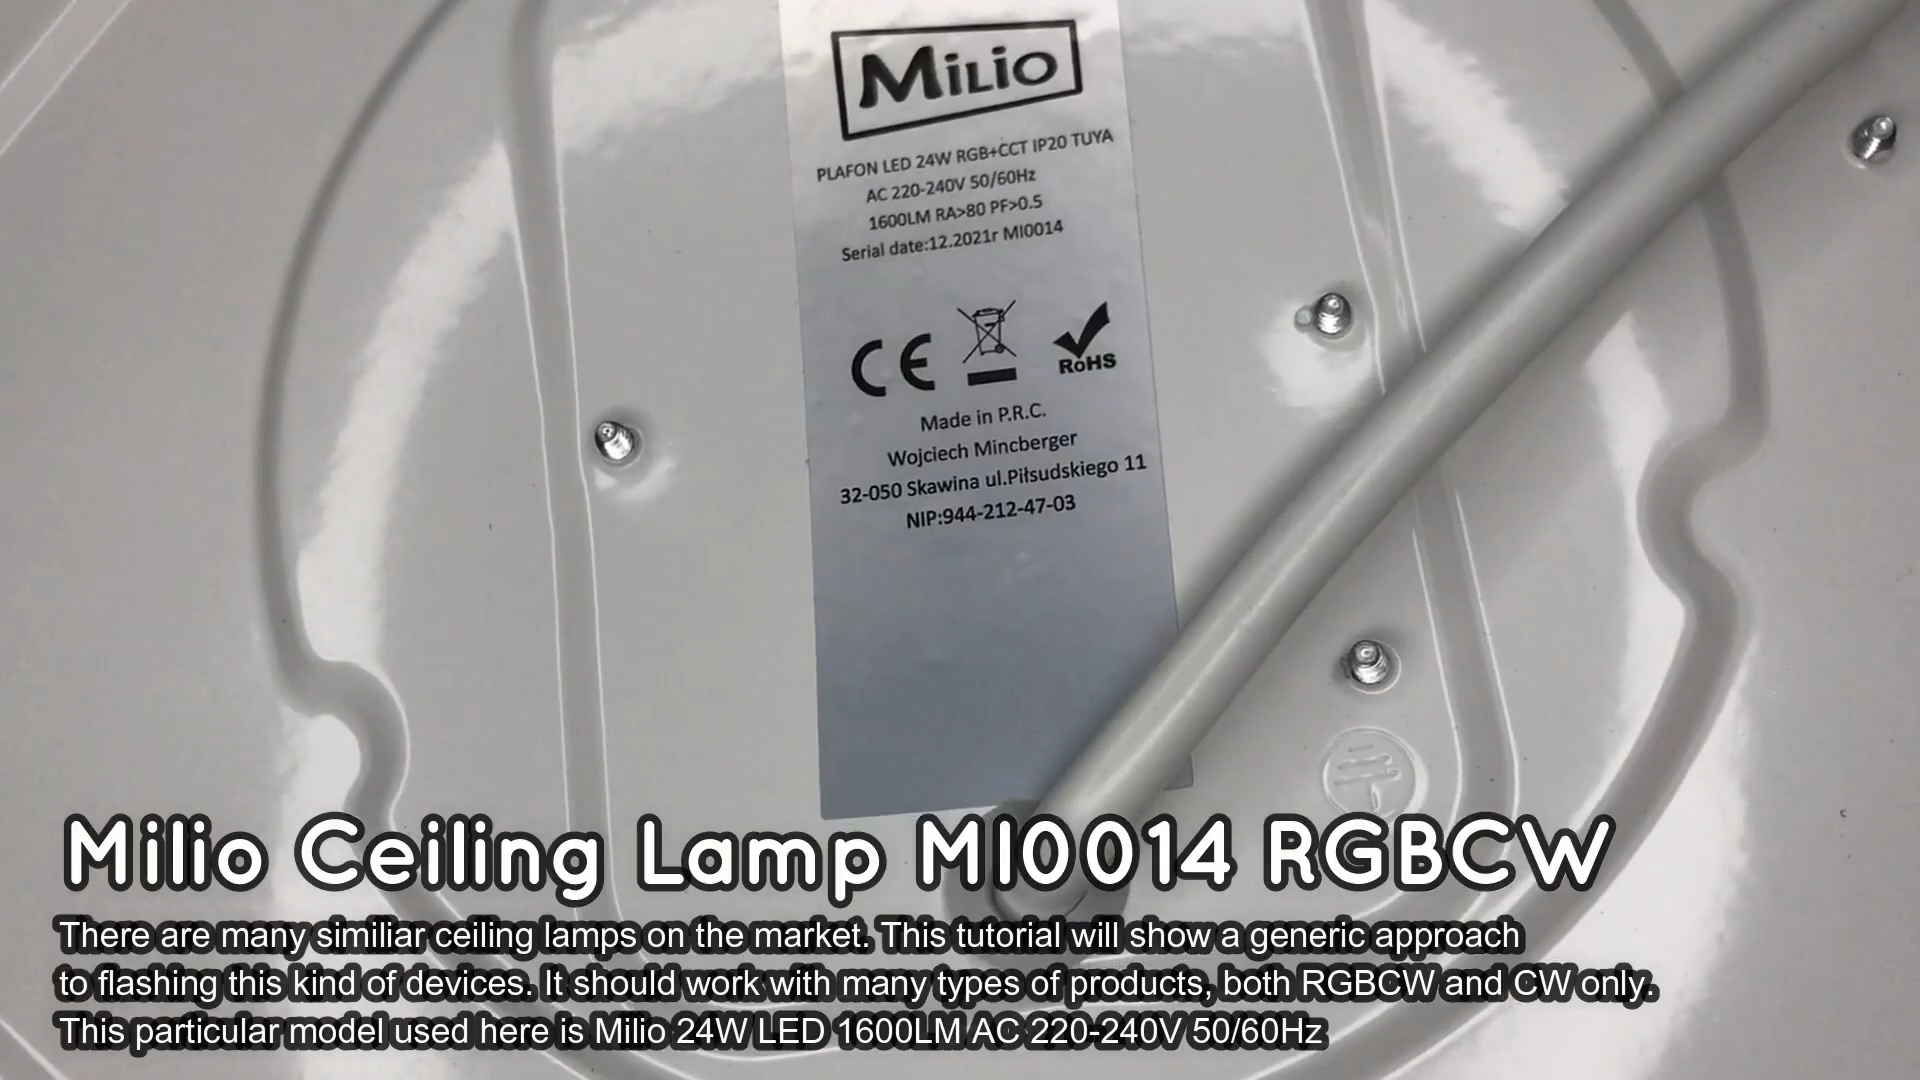 MiLiO
PLAFON LED 24W RGB+CCT IP20 TUYA
AC 220-240V 50/60Hz
1600LM RA>80 PF>0.5
Serial date:12.2021r MI0014
CE
RoHS
Made in P.R.C.
Wojciech Mincberger
32-050 Skawina ul.Piłsudskiego 11
NIP:944-212-47-03
Milio Ceiling Lamp MI0014 RGBCW
There are many similiar ceiling lamps on the market. This tutorial will show a generic approach
to flashing this kind of devices. It should work with many types of products, both RGBCW and CW only.
This particular model used here is Milio 24W LED 1600LM AC 220-240V 50/60Hz